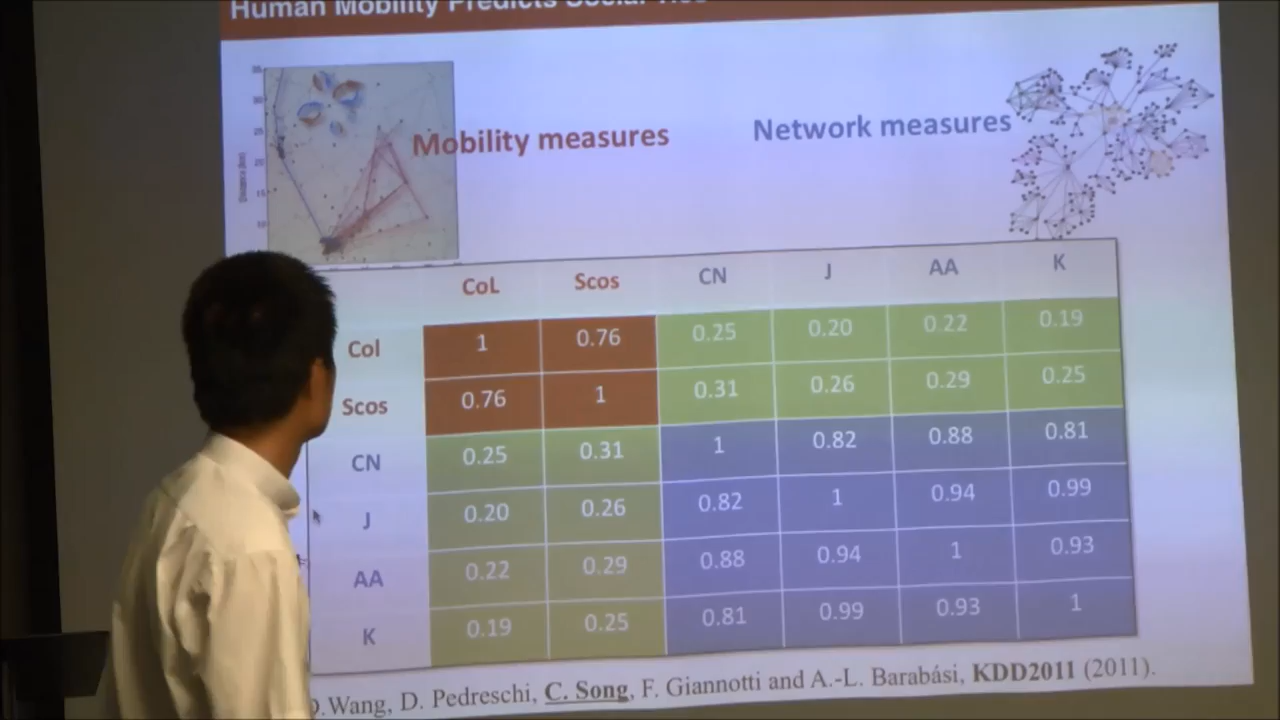 Human Mobility Predicts Social Ties
Mobility measures
Network measures
CoL Scos CN J AA K
Col 1 0.76 0.25 0.20 0.22 0.19
Scos 0.76 1 0.31 0.26 0.29 0.25
CN 0.25 0.31 1 0.82 0.88 0.81
J 0.20 0.26 0.82 1 0.94 0.99
AA 0.22 0.29 0.88 0.94 1 0.93
K 0.19 0.25 0.81 0.99 0.93 1
D.Wang, D. Pedreschi, C. Song, F. Giannotti and A.-L. Barabási, KDD2011 (2011).